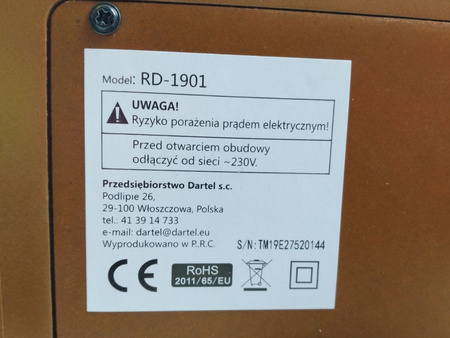 Model: RD-1901
UWAGA!
Ryzyko porażenia prądem elektrycznym!
Przed otwarciem obudowy
odłączyć od sieci ~230V.
Przedsiębiorstwo Dartel s.c.
Podlipie 26,
29-100 Włoszczowa, Polska
tel.. 41 39 14 733
e-mail: dartel@dartel.eu
Wyprodukowano w P.R.C.
S/N: TM19E27520144
CE
RoHS
2011/65/EU